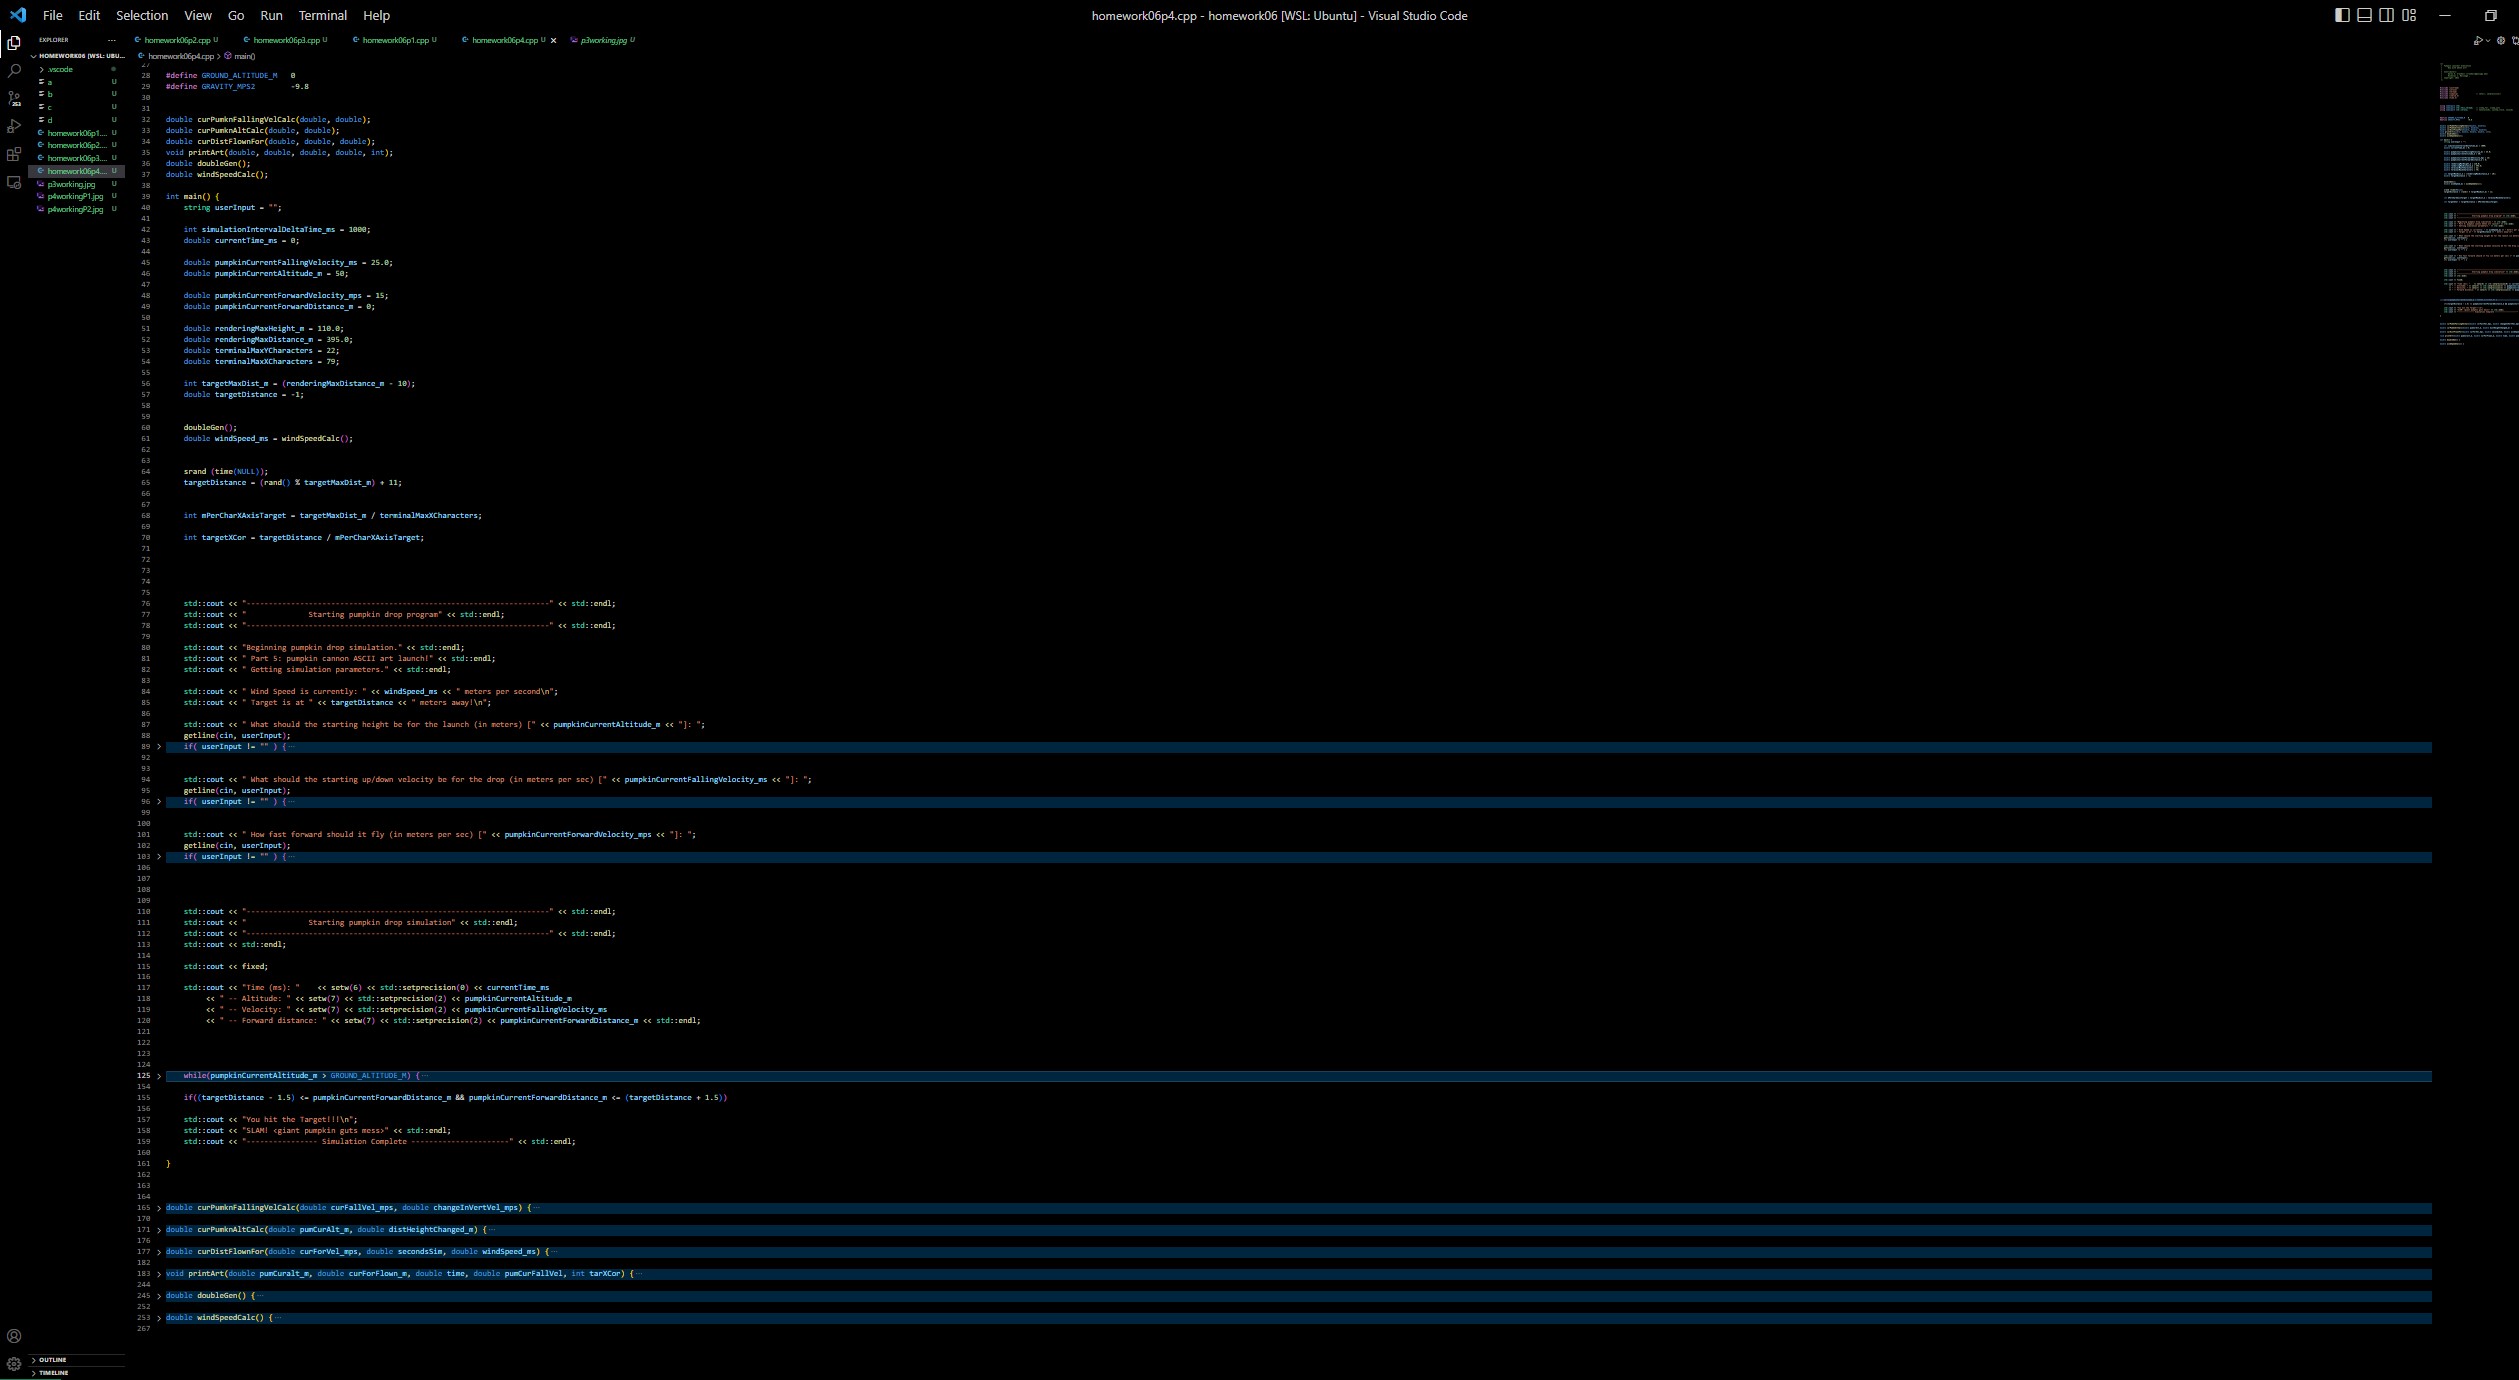 File Edit Selection View Go Run Terminal Help
homework06p4.cpp - homework06 [WSL: Ubuntu] - Visual Studio Code
EXPLORER ...
homework06p2.cpp U
homework06p3.cpp U
homework06p1.cpp U
homework06p4.cpp U
p3working.jpg U
HOMEWORK06 [WSL: UBU...
homework06p4.cpp > main()
.vscode
a U
b U
c U
d U
homework06p1.... U
homework06p2.... U
homework06p3.... U
homework06p4.... U
p3working.jpg U
p4workingP1.jpg U
p4workingP2.jpg U
253
27
28 #define GROUND_ALTITUDE_M 0
29 #define GRAVITY_MPS2 -9.8
30
31
32 double curPumknFallingVelCalc(double, double);
33 double curPumknAltCalc(double, double);
34 double curDistFlownFor(double, double, double);
35 void printArt(double, double, double, double, int);
36 double doubleGen();
37 double windSpeedCalc();
38
39 int main() {
40 string userInput = "";
41
42 int simulationIntervalDeltaTime_ms = 1000;
43 double currentTime_ms = 0;
44
45 double pumpkinCurrentFallingVelocity_ms = 25.0;
46 double pumpkinCurrentAltitude_m = 50;
47
48 double pumpkinCurrentForwardVelocity_mps = 15;
49 double pumpkinCurrentForwardDistance_m = 0;
50
51 double renderingMaxHeight_m = 110.0;
52 double renderingMaxDistance_m = 395.0;
53 double terminalMaxYCharacters = 22;
54 double terminalMaxXCharacters = 79;
55
56 int targetMaxDist_m = (renderingMaxDistance_m - 10);
57 double targetDistance = -1;
58
59
60 doubleGen();
61 double windSpeed_ms = windSpeedCalc();
62
63
64 srand (time(NULL));
65 targetDistance = (rand() % targetMaxDist_m) + 11;
66
67
68 int mPerCharXAxisTarget = targetMaxDist_m / terminalMaxXCharacters;
69
70 int targetXCor = targetDistance / mPerCharXAxisTarget;
71
72
73
74
75
76 std::cout << "--------------------------------------------------------------------" << std::endl;
77 std::cout << "              Starting pumpkin drop program" << std::endl;
78 std::cout << "--------------------------------------------------------------------" << std::endl;
79
80 std::cout << "Beginning pumpkin drop simulation." << std::endl;
81 std::cout << " Part 5: pumpkin cannon ASCII art launch!" << std::endl;
82 std::cout << " Getting simulation parameters." << std::endl;
83
84 std::cout << " Wind Speed is currently: " << windSpeed_ms << " meters per second\n";
85 std::cout << " Target is at " << targetDistance << " meters away!\n";
86
87 std::cout << " What should the starting height be for the launch (in meters) [" << pumpkinCurrentAltitude_m << "]: ";
88 getline(cin, userInput);
89 if( userInput != "" ) {···
92
93
94 std::cout << " What should the starting up/down velocity be for the drop (in meters per sec) [" << pumpkinCurrentFallingVelocity_ms << "]: ";
95 getline(cin, userInput);
96 if( userInput != "" ) {···
99
100
101 std::cout << " How fast forward should it fly (in meters per sec) [" << pumpkinCurrentForwardVelocity_mps << "]: ";
102 getline(cin, userInput);
103 if( userInput != "" ) {···
106
107
108
109
110 std::cout << "--------------------------------------------------------------------" << std::endl;
111 std::cout << "              Starting pumpkin drop simulation" << std::endl;
112 std::cout << "--------------------------------------------------------------------" << std::endl;
113 std::cout << std::endl;
114
115 std::cout << fixed;
116
117 std::cout << "Time (ms): " << setw(6) << std::setprecision(0) << currentTime_ms
118 << " -- Altitude: " << setw(7) << std::setprecision(2) << pumpkinCurrentAltitude_m
119 << " -- Velocity: " << setw(7) << std::setprecision(2) << pumpkinCurrentFallingVelocity_ms
120 << " -- Forward distance: " << setw(7) << std::setprecision(2) << pumpkinCurrentForwardDistance_m << std::endl;
121
122
123
124
125 while(pumpkinCurrentAltitude_m > GROUND_ALTITUDE_M) {···
154
155 if((targetDistance - 1.5) <= pumpkinCurrentForwardDistance_m && pumpkinCurrentForwardDistance_m <= (targetDistance + 1.5))
156
157 std::cout << "You hit the Target!!!\n";
158 std::cout << "SLAM! <giant pumpkin guts mess>" << std::endl;
159 std::cout << "---------------- Simulation Complete ----------------------" << std::endl;
160
161 }
162
163
164
165 double curPumknFallingVelCalc(double curFallVel_mps, double changeInVertVel_mps) {···
170
171 double curPumknAltCalc(double pumCurAlt_m, double distHeightChanged_m) {···
176
177 double curDistFlownFor(double curForVel_mps, double secondsSim, double windSpeed_ms) {···
182
183 void printArt(double pumCuralt_m, double curForFlown_m, double time, double pumCurFallVel, int tarXCor) {···
244
245 double doubleGen() {···
252
253 double windSpeedCalc() {···
267
OUTLINE
TIMELINE